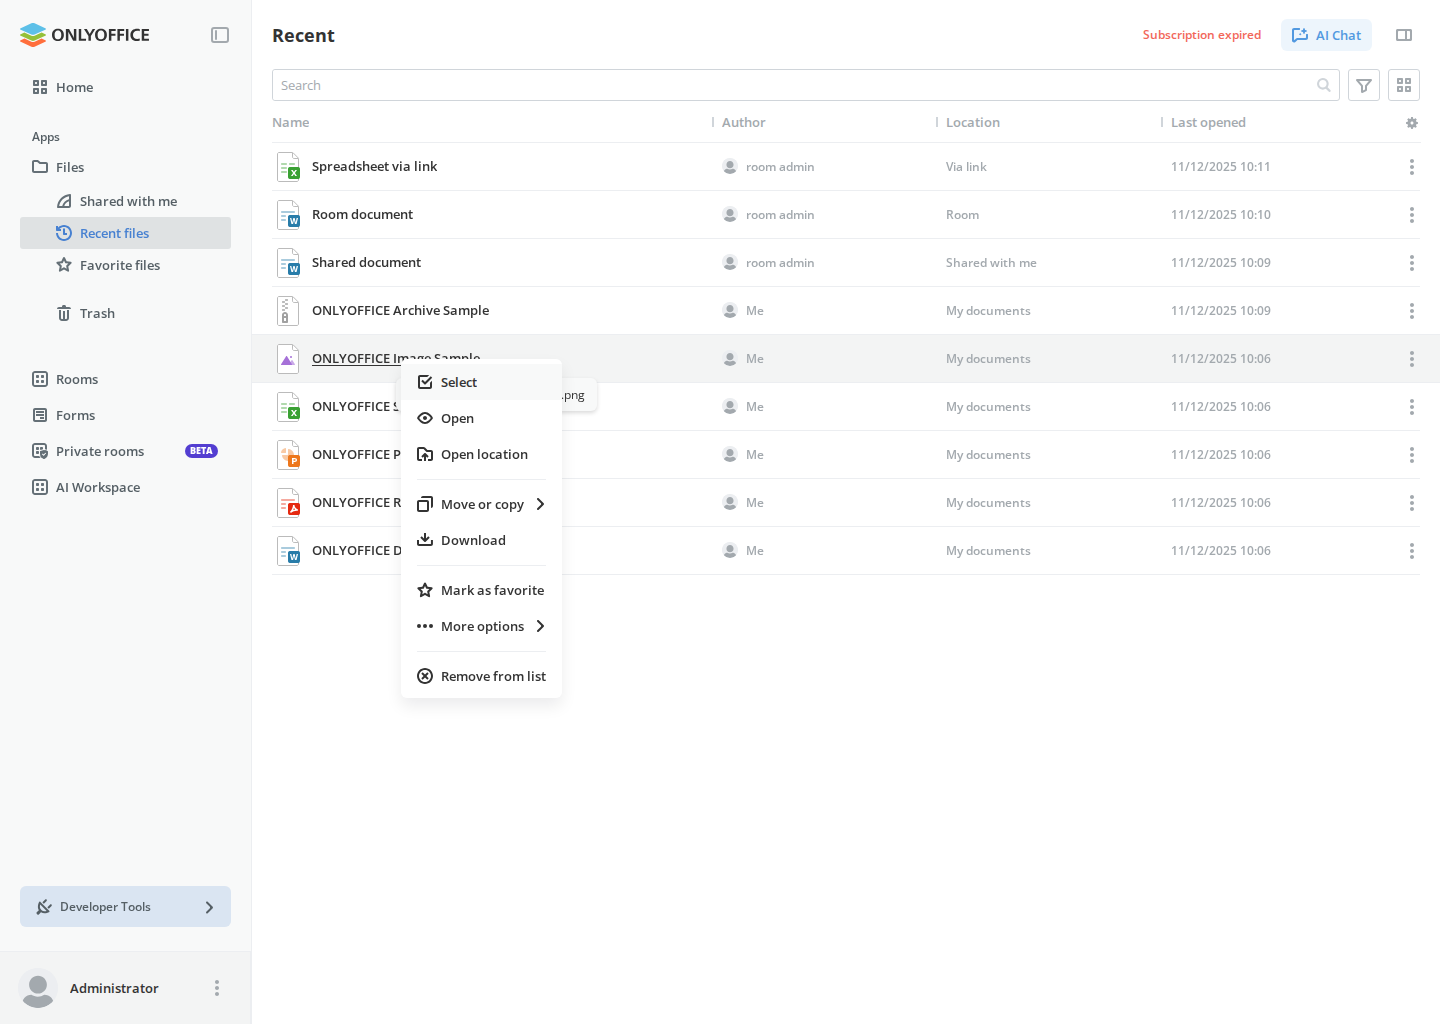 ONLYOFFICE
Home
Apps
Files
Shared with me
Recent files
Favorite files
Trash
Rooms
Forms
Private rooms BETA
AI Workspace
Developer Tools
Administrator
Recent
Subscription expired
AI Chat
Search
Name Author Location Last opened
Spreadsheet via link room admin Via link 11/12/2025 10:11
Room document room admin Room 11/12/2025 10:10
Shared document room admin Shared with me 11/12/2025 10:09
ONLYOFFICE Archive Sample Me My documents 11/12/2025 10:09
ONLYOFFICE Image Sample Me My documents 11/12/2025 10:06
.png
ONLYOFFICE Me My documents 11/12/2025 10:06
ONLYOFFICE P Me My documents 11/12/2025 10:06
ONLYOFFICE R Me My documents 11/12/2025 10:06
ONLYOFFICE D Me My documents 11/12/2025 10:06
Select
Open
Open location
Move or copy
Download
Mark as favorite
More options
Remove from list